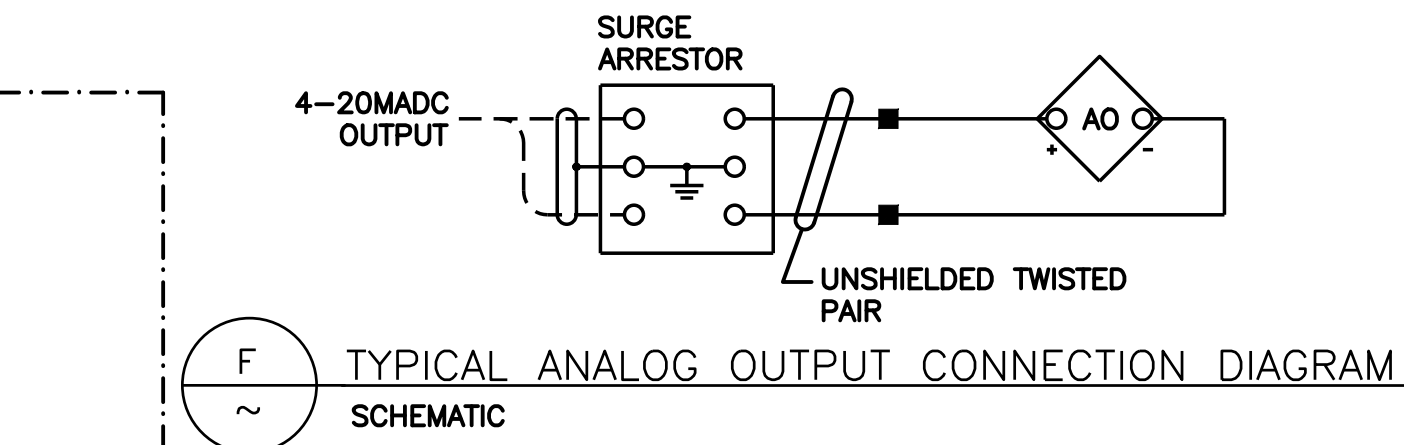 SURGE
ARRESTOR
4-20MADC
OUTPUT
AO
+ -
UNSHIELDED TWISTED
PAIR
F
TYPICAL ANALOG OUTPUT CONNECTION DIAGRAM
~
SCHEMATIC